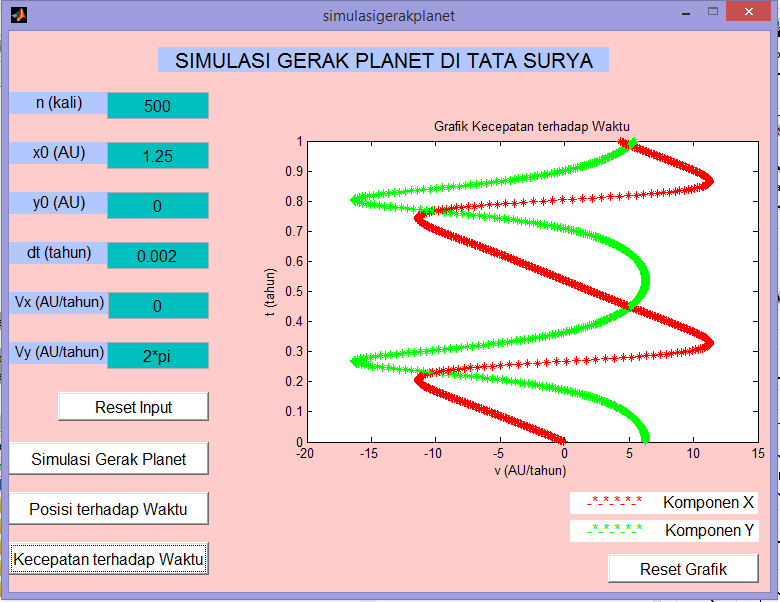 simulasigerakplanet
SIMULASI GERAK PLANET DI TATA SURYA
n (kali) 500
x0 (AU) 1.25
y0 (AU) 0
dt (tahun) 0.002
Vx (AU/tahun) 0
Vy (AU/tahun) 2*pi
Reset Input
Simulasi Gerak Planet
Posisi terhadap Waktu
Kecepatan terhadap Waktu
Grafik Kecepatan terhadap Waktu
1
0.9
0.8
0.7
0.6
0.5
0.4
0.3
0.2
0.1
0
t (tahun)
-20 -15 -10 -5 0 5 10 15
v (AU/tahun)
-*-*-*-*-* Komponen X
-*-*-*-*-* Komponen Y
Reset Grafik